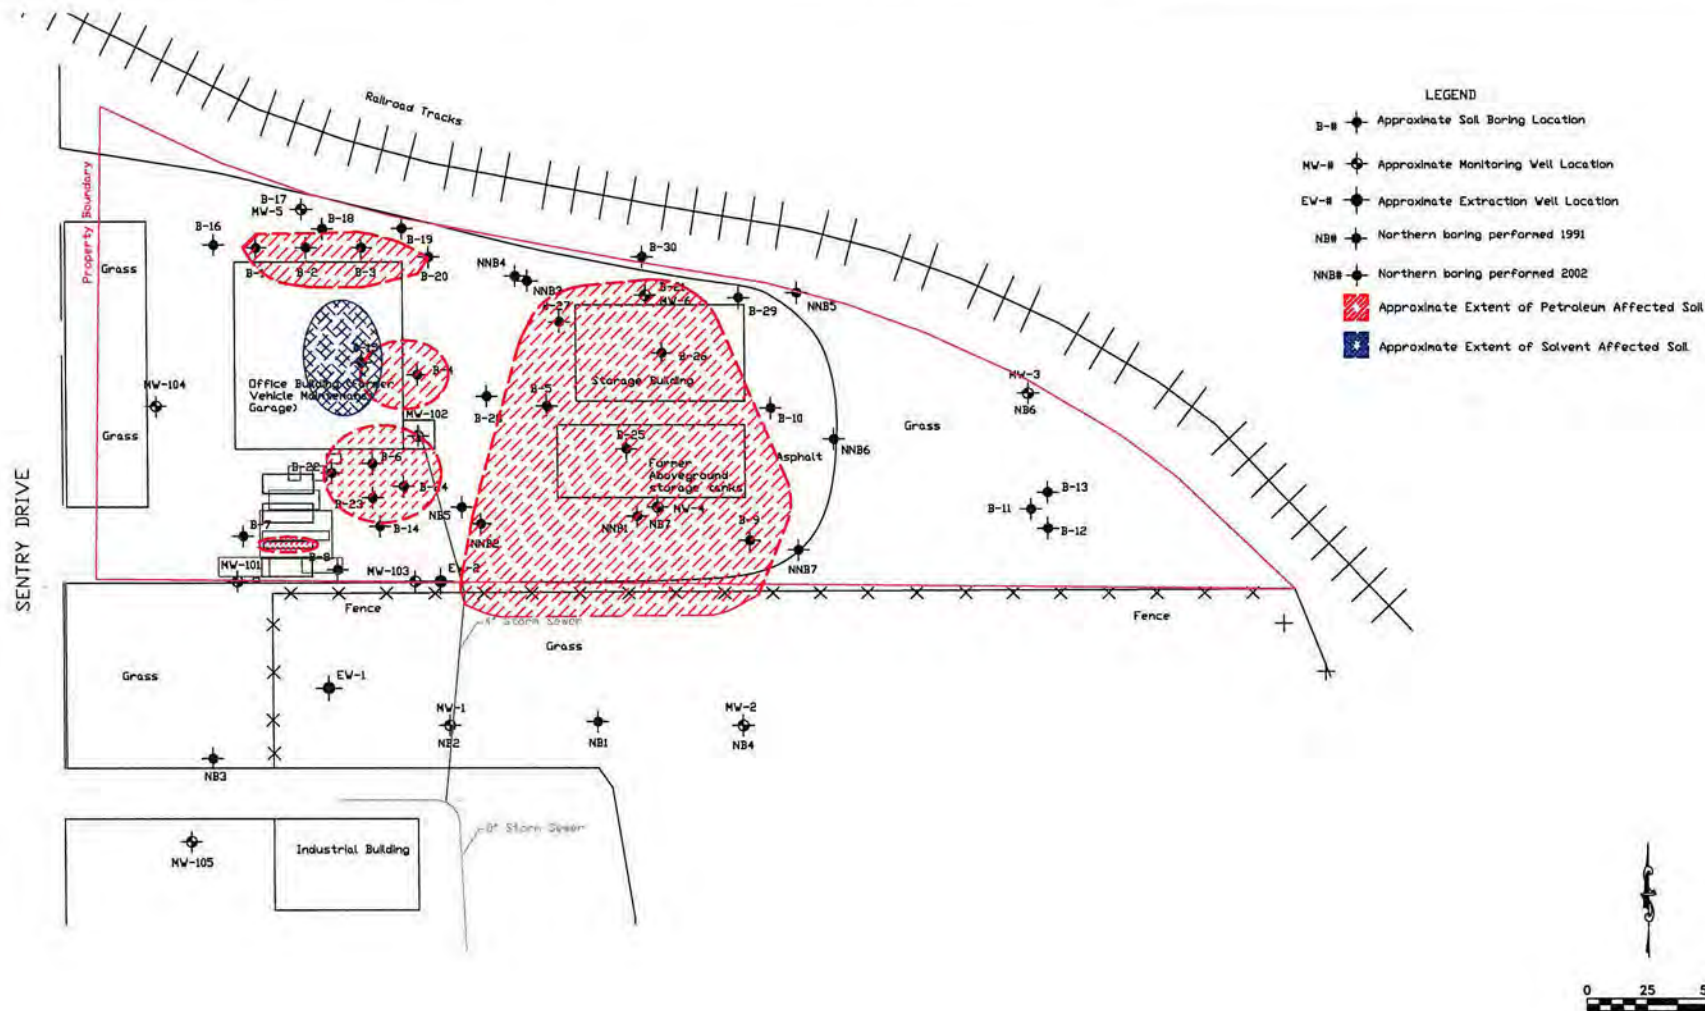 Railroad Tracks
LEGEND
B-# Approximate Soil Boring Location
MW-# Approximate Monitoring Well Location
EW-# Approximate Extraction Well Location
NB# Northern boring performed 1991
NNB# Northern boring performed 2002
Approximate Extent of Petroleum Affected Soil
Approximate Extent of Solvent Affected Soil
Property Boundary
B-17
MW-5
B-18
B-16
B-19
B-20
B-1
B-2
B-3
Grass
NNB4
B-30
B-21
MW-6
B-27
B-29
NNB5
B-4
B-26
Storage Building
MW-104
Office Building (Former
Vehicle Maintenance
Garage)
MW-102
B-5
B-10
MW-3
NB6
Grass
Grass
B-25
Asphalt
NNB6
Former
Aboveground
storage tanks
B-22
B-6
B-23
B-14
NB5
NNB2
NNB1
NB7
MW-4
B-9
B-13
B-11
B-12
NNB7
SENTRY DRIVE
B-7
B-8
MW-101
MW-103
EW-2
Fence
Fence
4" Storm Sewer
Grass
Grass
EW-1
MW-1
NB2
NB1
MW-2
NB4
NB3
Storm Sewer
MW-105
Industrial Building
0 25